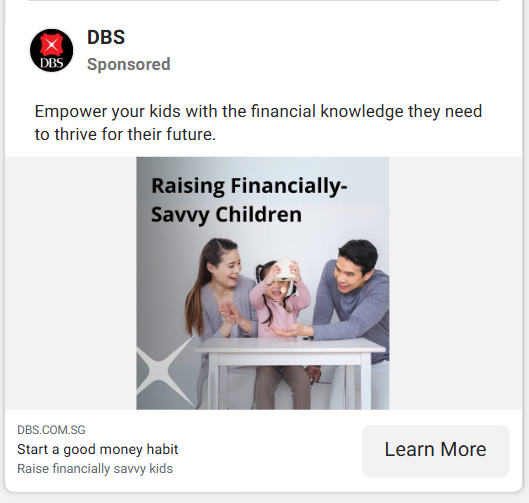 DBS
DBS
Sponsored
Empower your kids with the financial knowledge they need
to thrive for their future.
Raising Financially-
Savvy Children
DBS.COM.SG
Start a good money habit
Raise financially savvy kids
Learn More